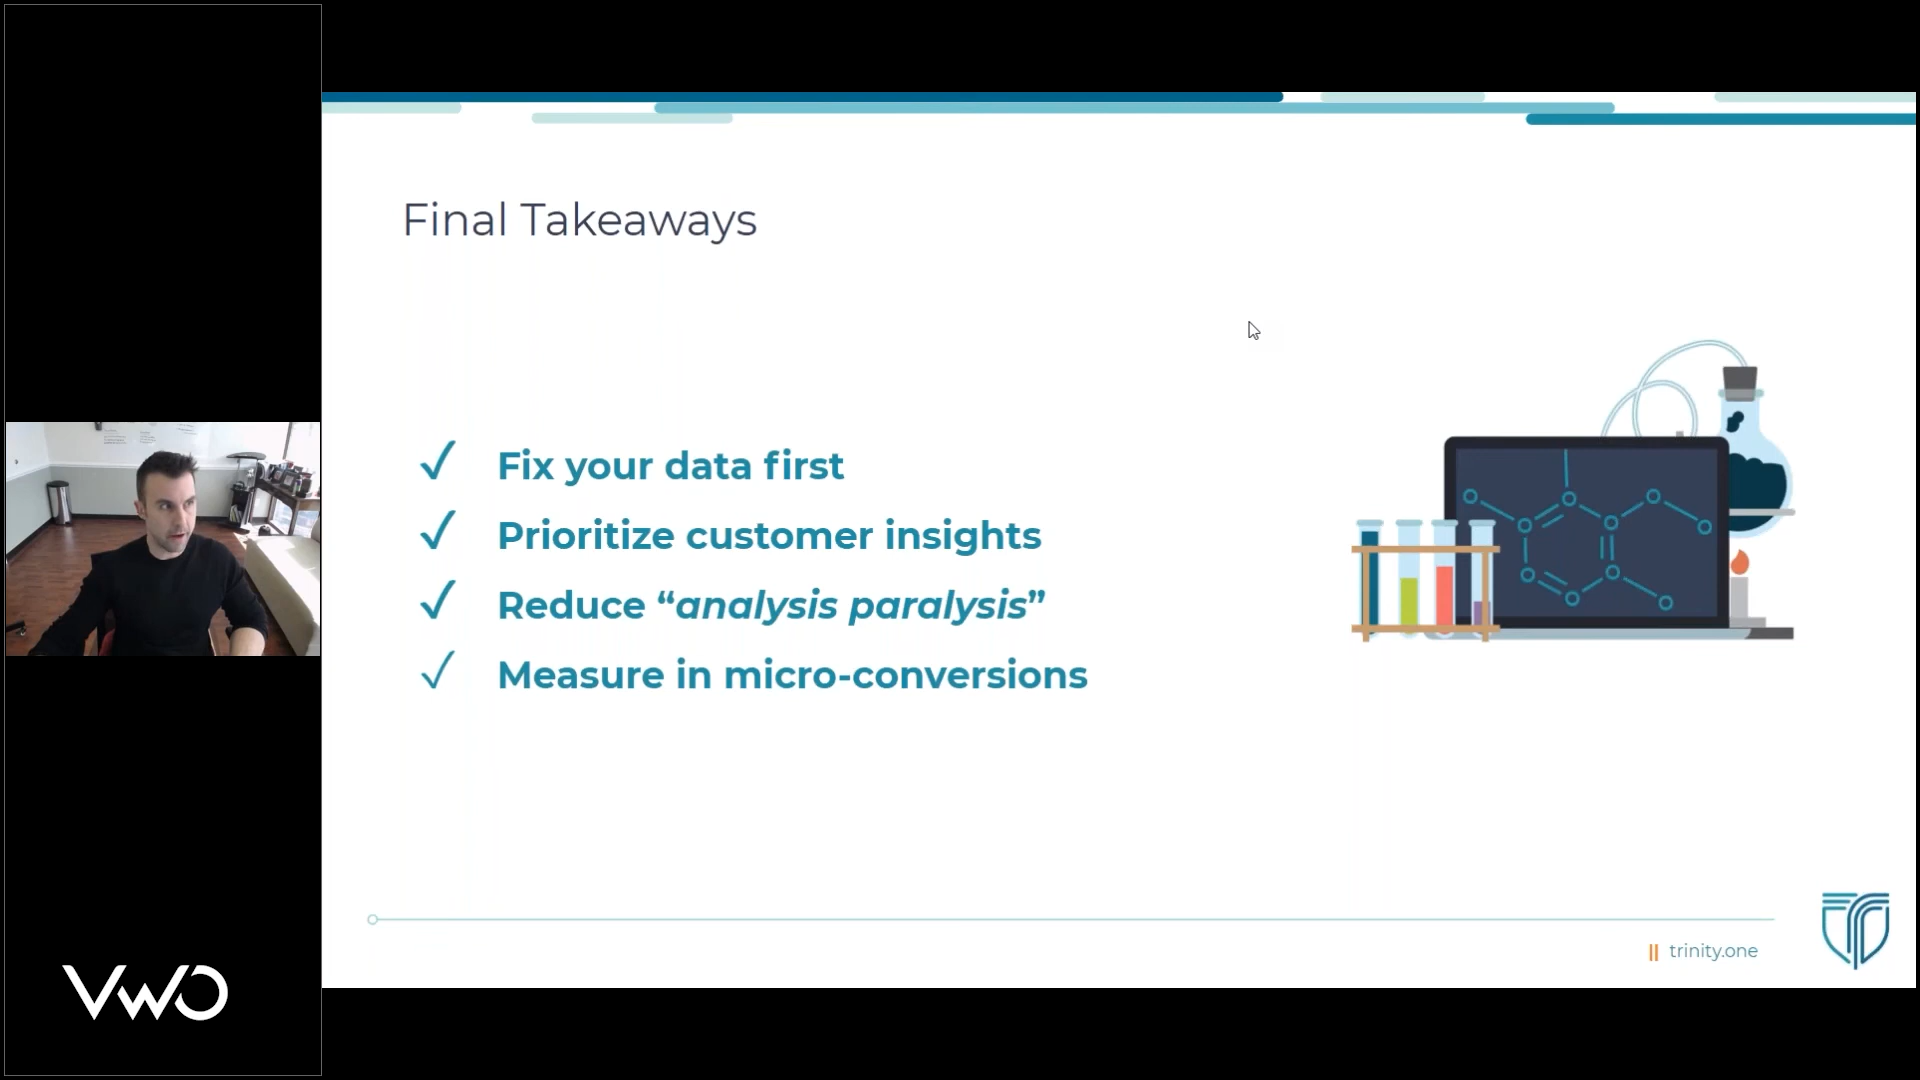 Final Takeaways
✓ Fix your data first
✓ Prioritize customer insights
✓ Reduce “analysis paralysis”
✓ Measure in micro-conversions
|| trinity.one
VWO